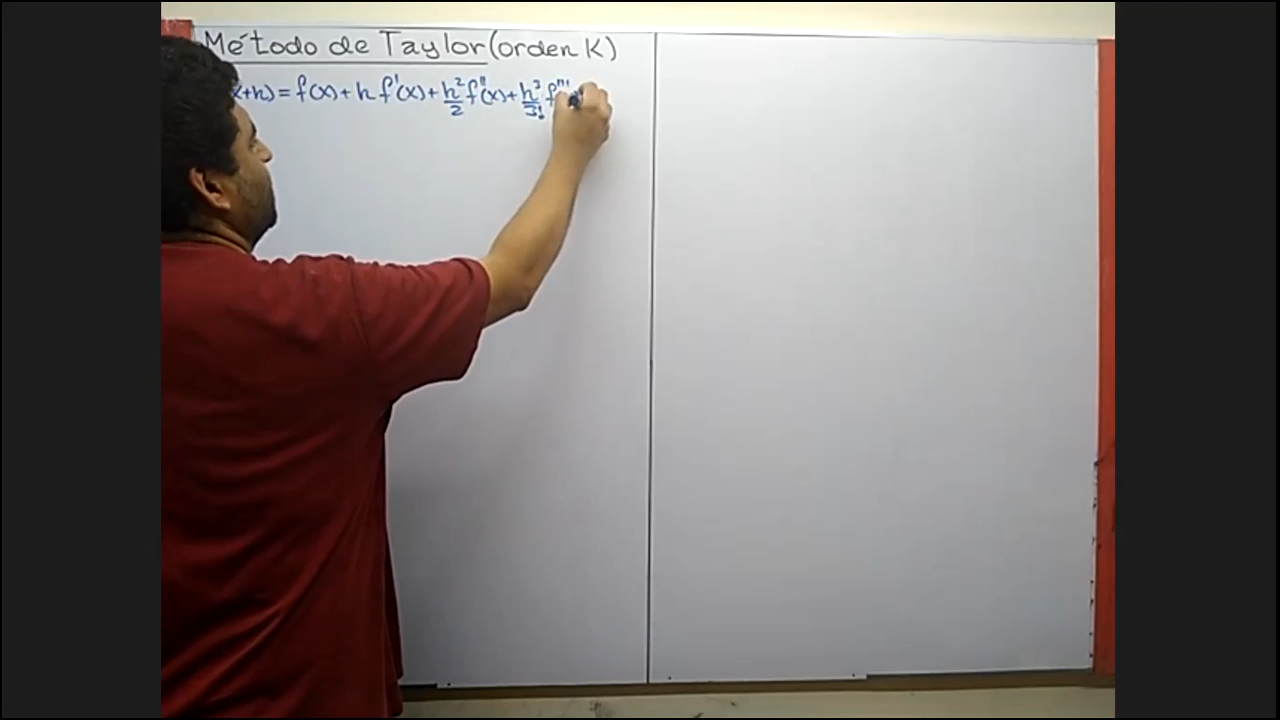 Método de Taylor (orden K)
x+h) = f(x) + h f'(x) + h²/2 f''(x) + h³/3! f'''